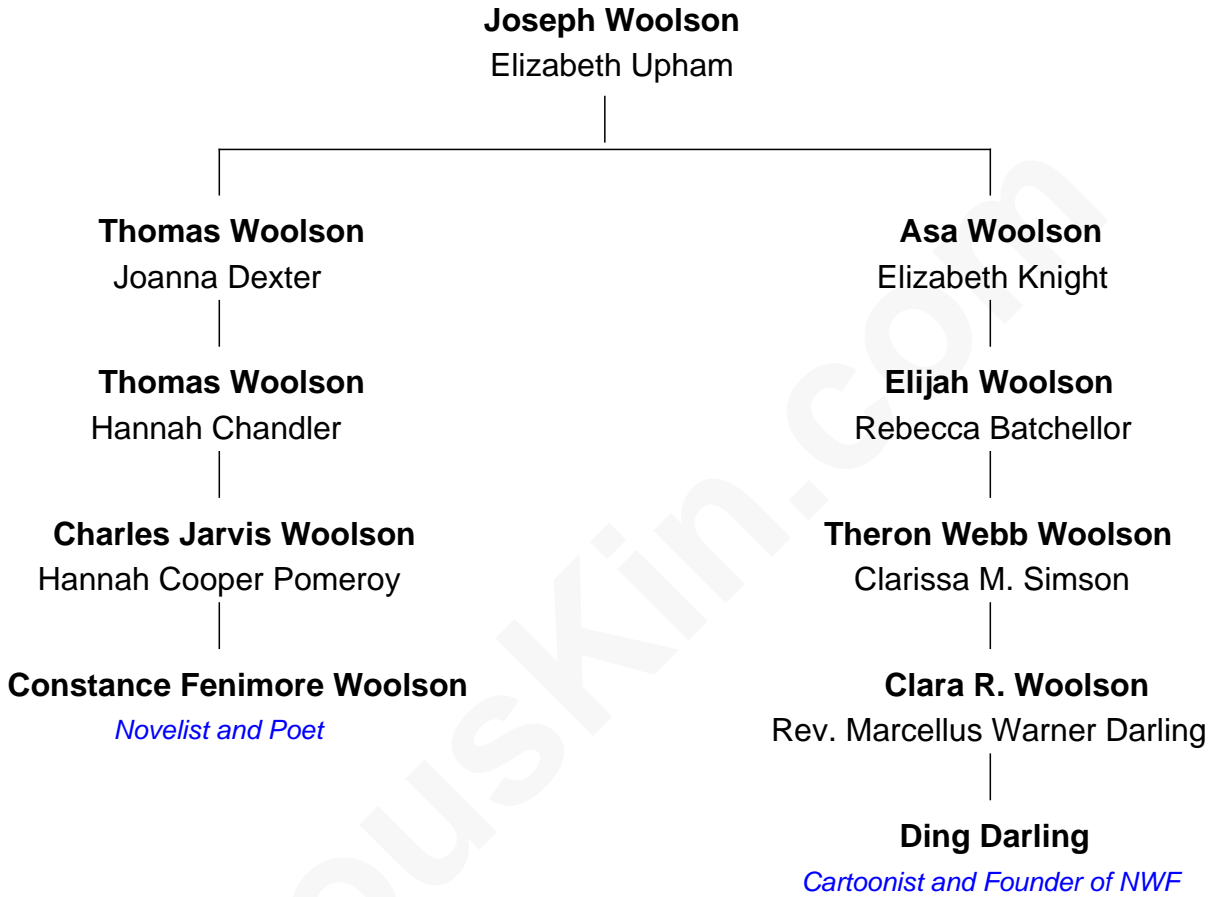 Joseph Woolson
Elizabeth Upham
Thomas Woolson
Joanna Dexter
Thomas Woolson
Hannah Chandler
Charles Jarvis Woolson
Hannah Cooper Pomeroy
Constance Fenimore Woolson
Novelist and Poet
Asa Woolson
Elizabeth Knight
Elijah Woolson
Rebecca Batchellor
Theron Webb Woolson
Clarissa M. Simson
Clara R. Woolson
Rev. Marcellus Warner Darling
Ding Darling
Cartoonist and Founder of NWF
ousKin.com